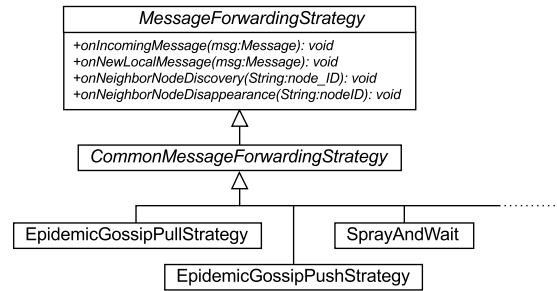 MessageForwardingStrategy
+onIncomingMessage(msg:Message): void
+onNewLocalMessage(msg:Message): void
+onNeighborNodeDiscovery(String:node_ID): void
+onNeighborNodeDisappearance(String:nodeID): void
CommonMessageForwardingStrategy
EpidemicGossipPullStrategy
SprayAndWait
EpidemicGossipPushStrategy